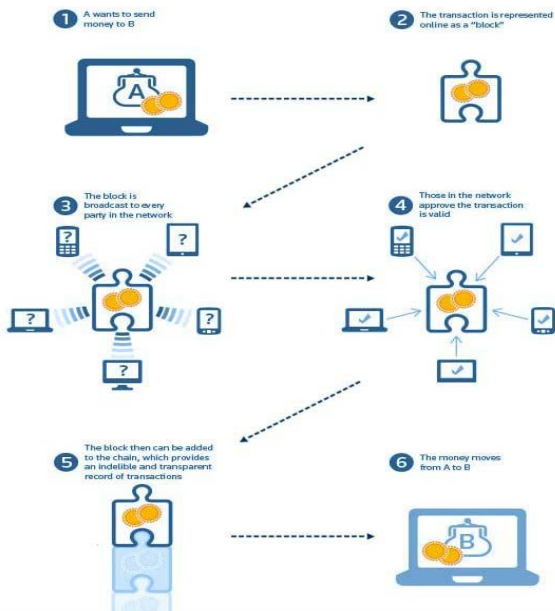 1 A wants to send
money to B
A
2 The transaction is represented
online as a "block"
3 The block is
broadcast to every
party in the network
?
?
?
?
?
4 Those in the network
approve the transaction
is valid
5 The block then can be added
to the chain, which provides
an indelible and transparent
record of transactions
6 The money moves
from A to B
B